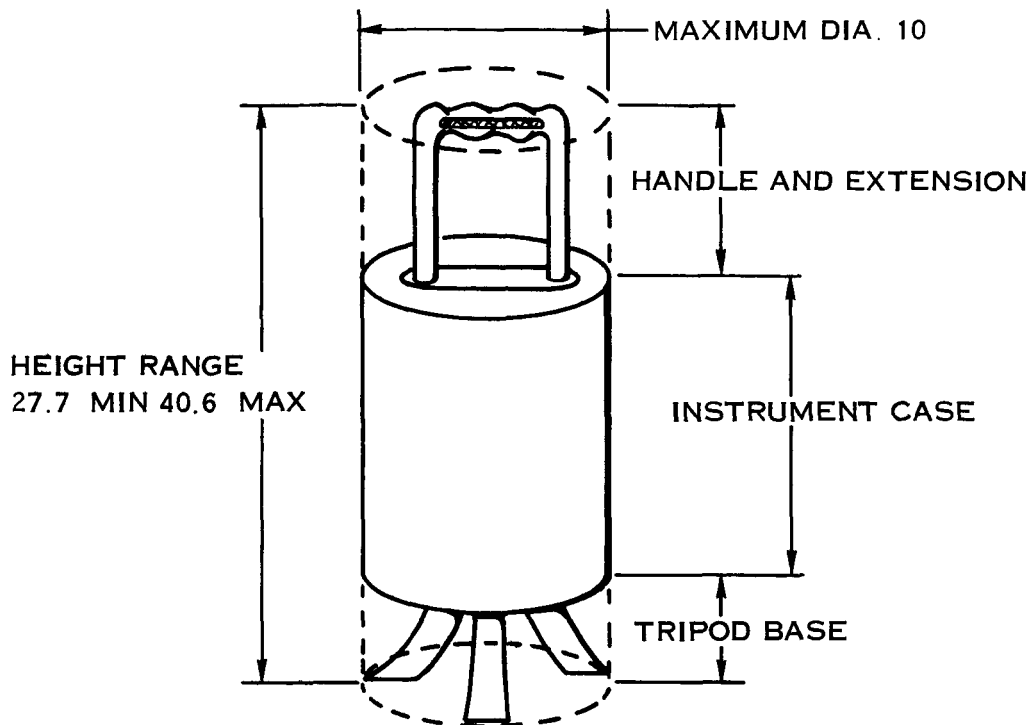 MAXIMUM DIA. 10
HANDLE AND EXTENSION
HEIGHT RANGE
27.7 MIN 40.6 MAX
INSTRUMENT CASE
TRIPOD BASE